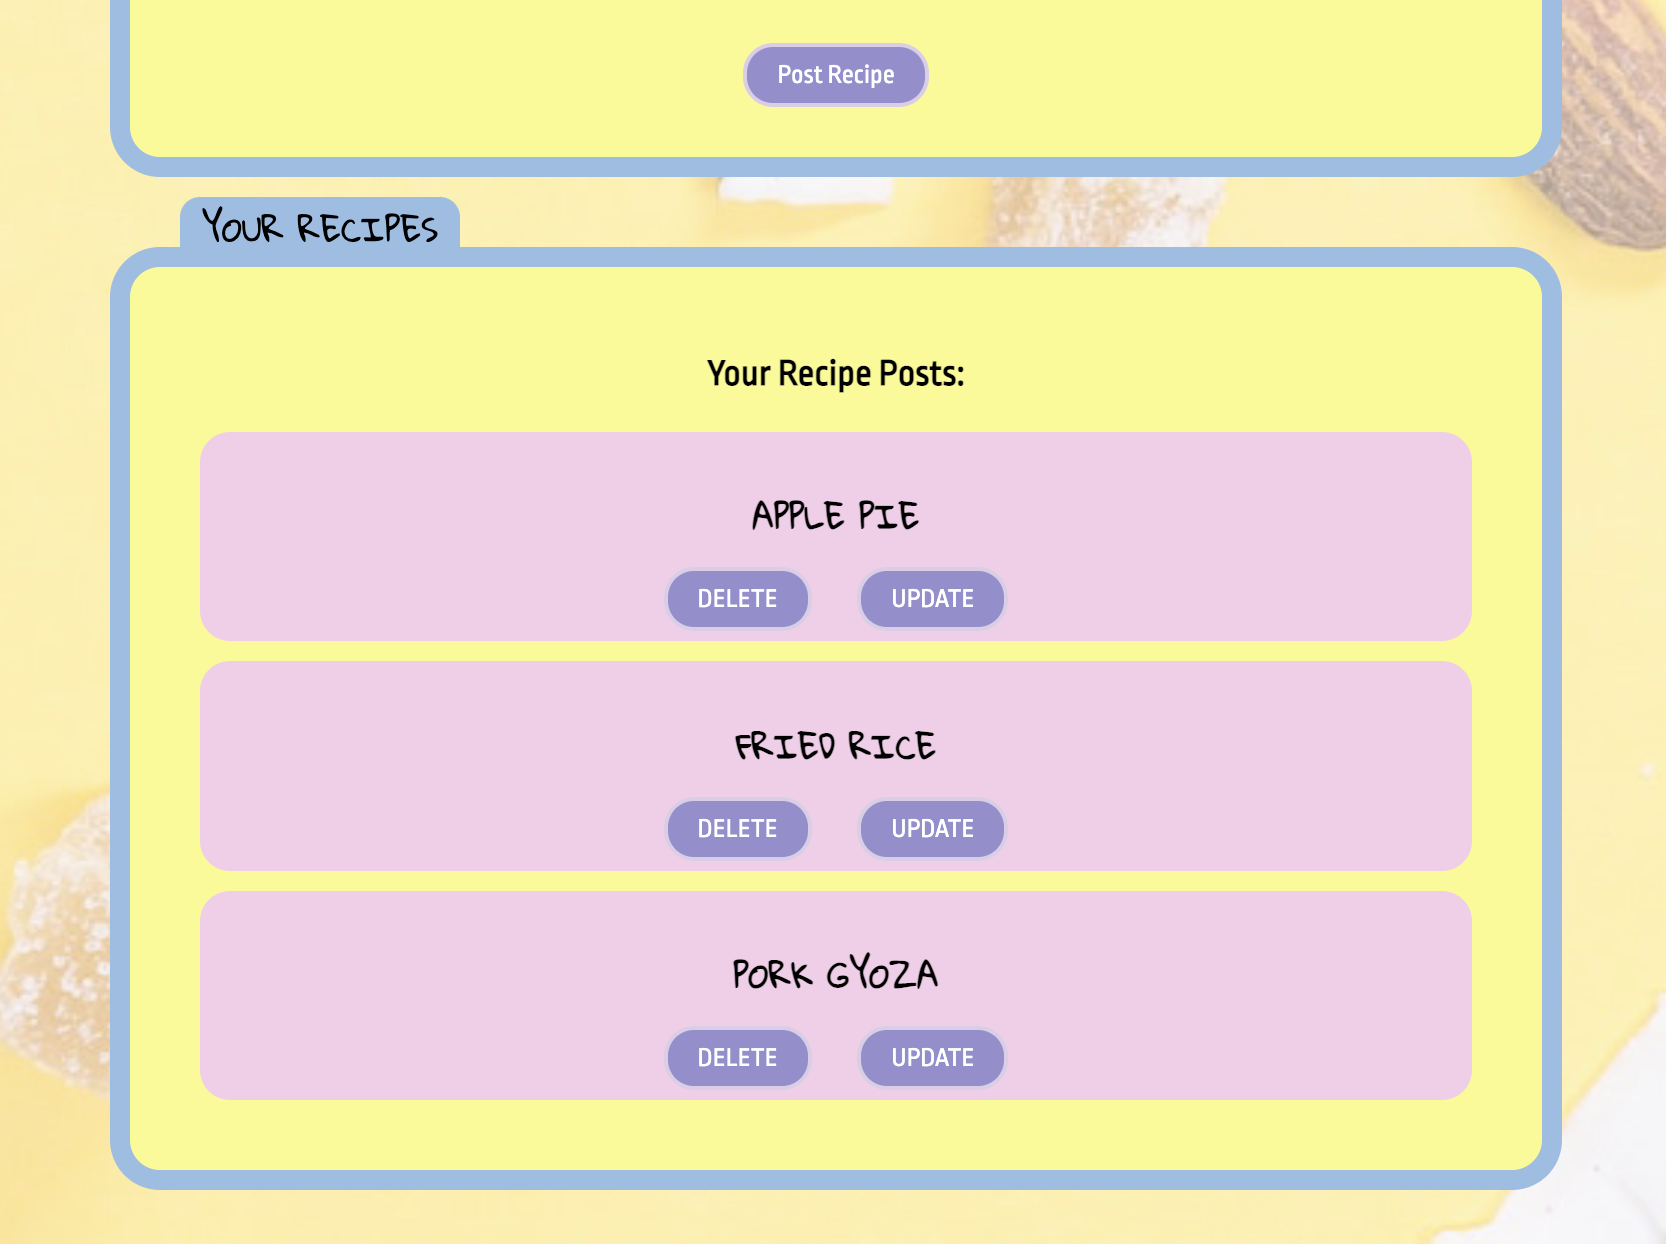 Post Recipe
YOUR RECIPES
Your Recipe Posts:
APPLE PIE
DELETE UPDATE
FRIED RICE
DELETE UPDATE
PORK GYOZA
DELETE UPDATE